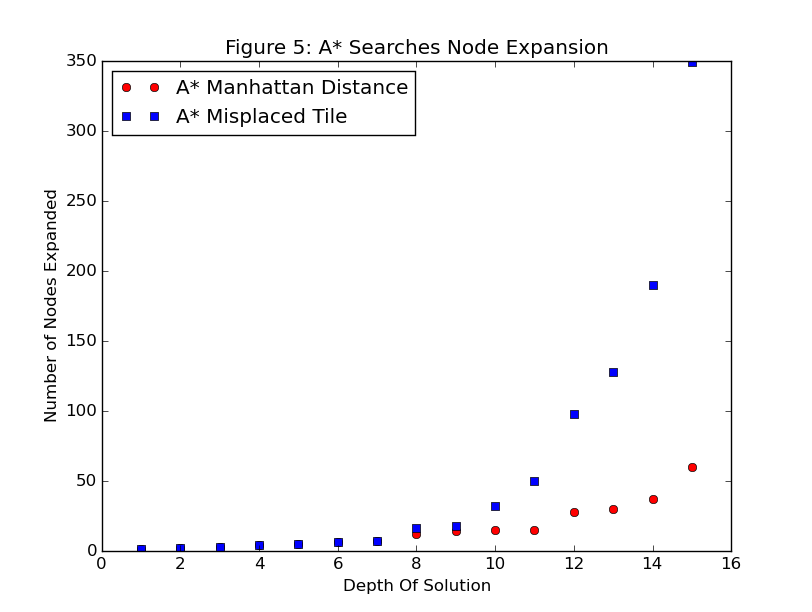 Figure 5: A* Searches Node Expansion
A* Manhattan Distance
A* Misplaced Tile
Number of Nodes Expanded
350
300
250
200
150
100
50
0
0 2 4 6 8 10 12 14 16
Depth Of Solution